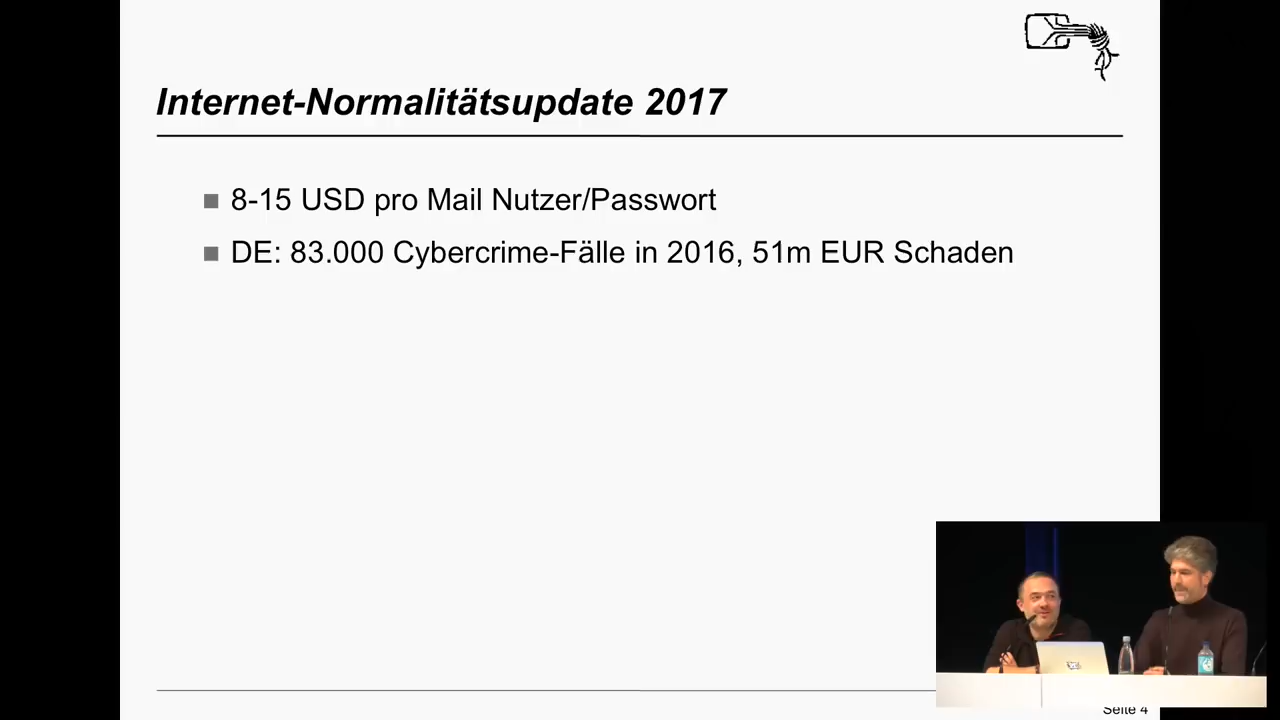 Internet-Normalitätsupdate 2017
8-15 USD pro Mail Nutzer/Passwort
DE: 83.000 Cybercrime-Fälle in 2016, 51m EUR Schaden
Seite 4